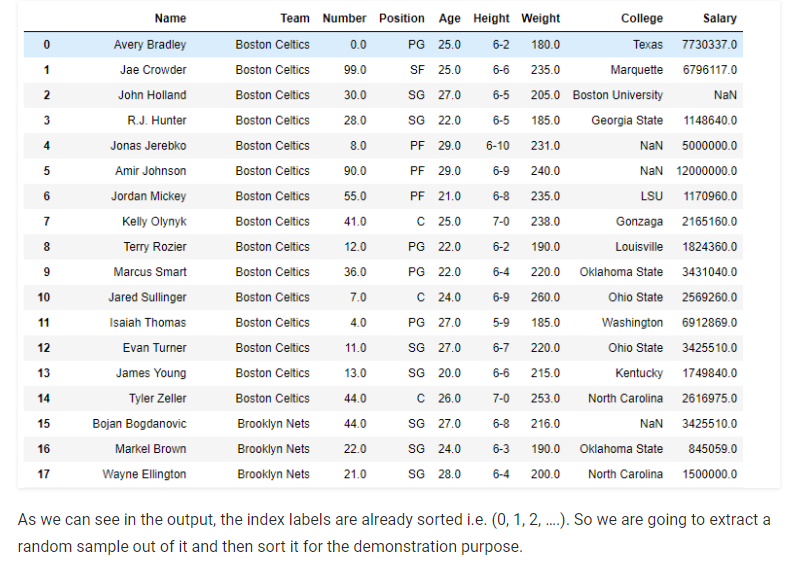 Name Team Number Position Age Height Weight College Salary
0 Avery Bradley Boston Celtics 0.0 PG 25.0 6-2 180.0 Texas 7730337.0
1 Jae Crowder Boston Celtics 99.0 SF 25.0 6-6 235.0 Marquette 6796117.0
2 John Holland Boston Celtics 30.0 SG 27.0 6-5 205.0 Boston University NaN
3 R.J. Hunter Boston Celtics 28.0 SG 22.0 6-5 185.0 Georgia State 1148640.0
4 Jonas Jerebko Boston Celtics 8.0 PF 29.0 6-10 231.0 NaN 5000000.0
5 Amir Johnson Boston Celtics 90.0 PF 29.0 6-9 240.0 NaN 12000000.0
6 Jordan Mickey Boston Celtics 55.0 PF 21.0 6-8 235.0 LSU 1170960.0
7 Kelly Olynyk Boston Celtics 41.0 C 25.0 7-0 238.0 Gonzaga 2165160.0
8 Terry Rozier Boston Celtics 12.0 PG 22.0 6-2 190.0 Louisville 1824360.0
9 Marcus Smart Boston Celtics 36.0 PG 22.0 6-4 220.0 Oklahoma State 3431040.0
10 Jared Sullinger Boston Celtics 7.0 C 24.0 6-9 260.0 Ohio State 2569260.0
11 Isaiah Thomas Boston Celtics 4.0 PG 27.0 5-9 185.0 Washington 6912869.0
12 Evan Turner Boston Celtics 11.0 SG 27.0 6-7 220.0 Ohio State 3425510.0
13 James Young Boston Celtics 13.0 SG 20.0 6-6 215.0 Kentucky 1749840.0
14 Tyler Zeller Boston Celtics 44.0 C 26.0 7-0 253.0 North Carolina 2616975.0
15 Bojan Bogdanovic Brooklyn Nets 44.0 SG 27.0 6-8 216.0 NaN 3425510.0
16 Markel Brown Brooklyn Nets 22.0 SG 24.0 6-3 190.0 Oklahoma State 845059.0
17 Wayne Ellington Brooklyn Nets 21.0 SG 28.0 6-4 200.0 North Carolina 1500000.0
As we can see in the output, the index labels are already sorted i.e. (0, 1, 2, ….). So we are going to extract a
random sample out of it and then sort it for the demonstration purpose.